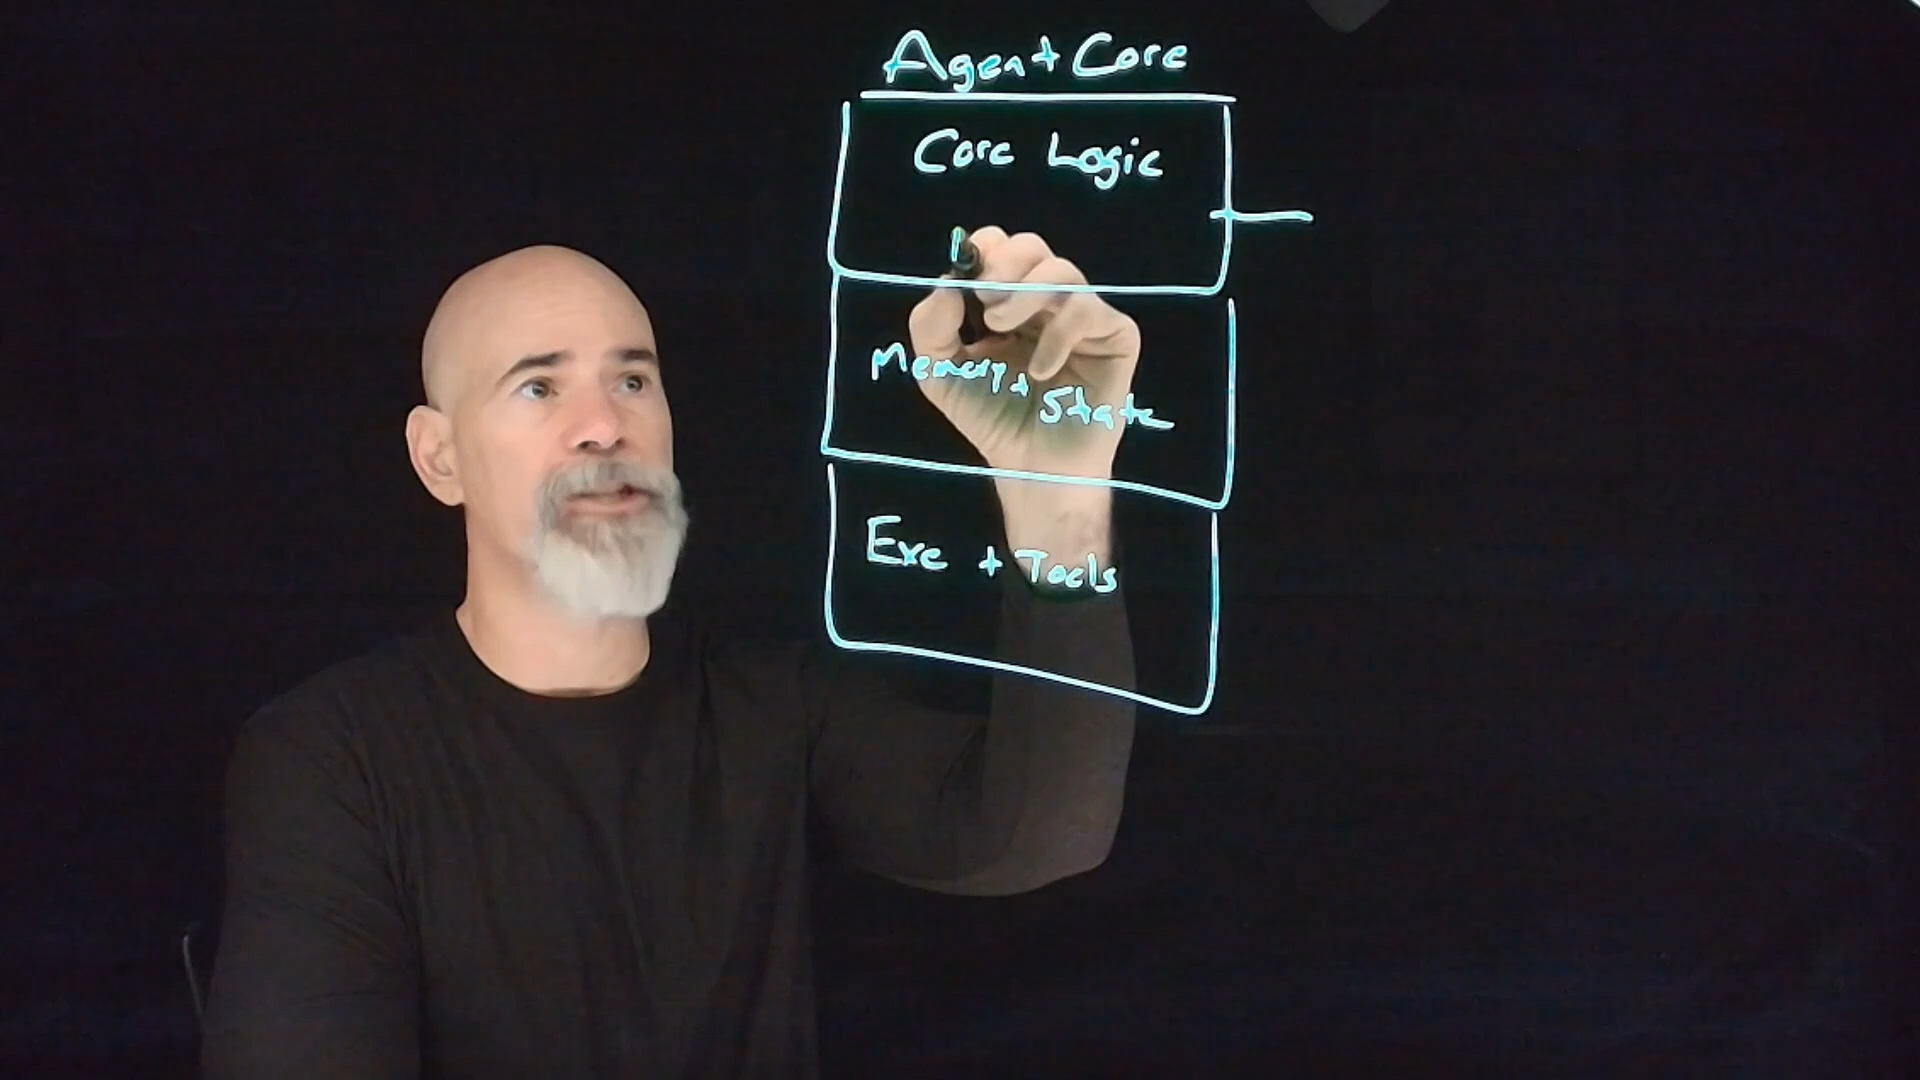 Agent Core
Core Logic
Memory +
State
Exe + Tools